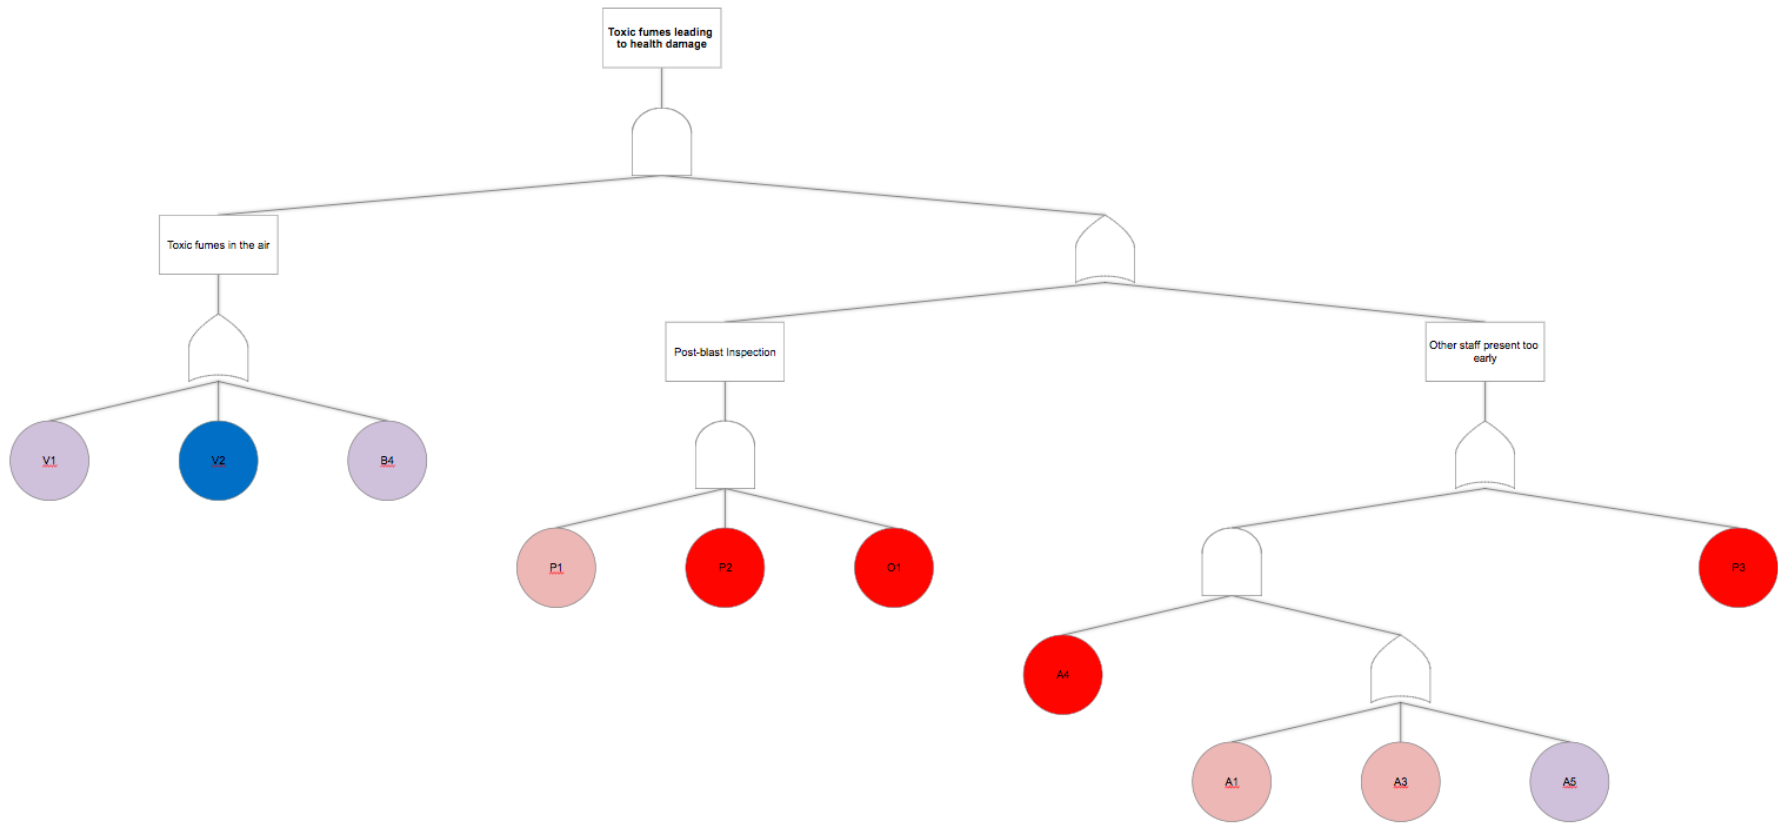 Toxic fumes leading
to health damage
Toxic fumes in the air
Post-blast Inspection
Other staff present too
early
V1
V2
B4
P1
P2
O1
P3
A4
A1
A3
A5